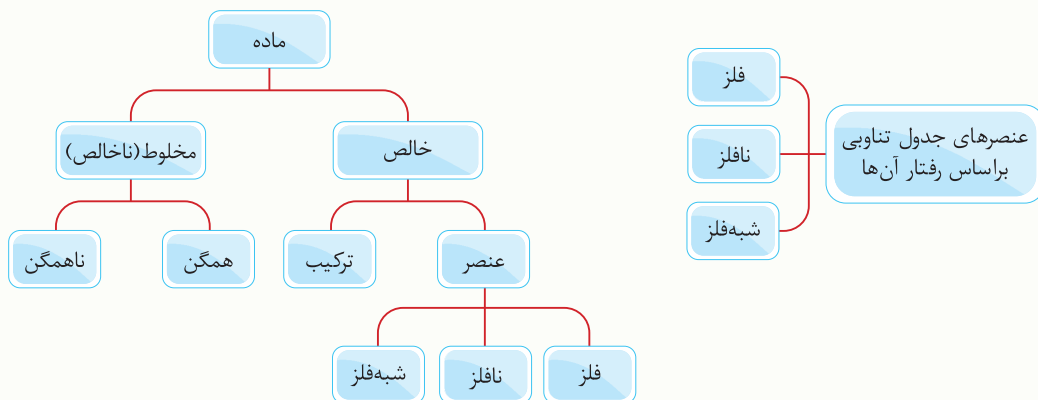 عنصرهای جدول تناوبی
براساس رفتار آن‌ها
فلز
نافلز
شبه‌فلز
ماده
خالص
مخلوط(ناخالص)
عنصر
ترکیب
همگن
ناهمگن
فلز
نافلز
شبه‌فلز